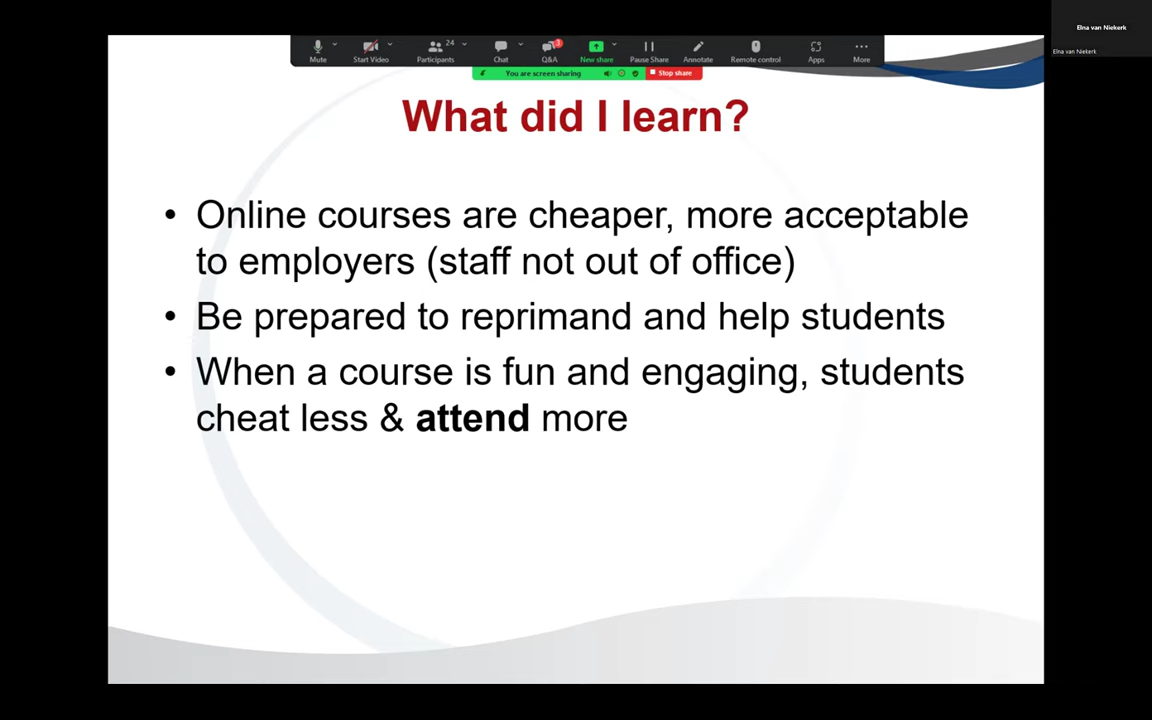 Elna van Niekerk
Elna van Niekerk
24
3
Mute
Start Video
Participants
Chat
Q&A
New share
Pause Share
Annotate
Remote control
Apps
More
You are screen sharing
Stop share
What did I learn?
• Online courses are cheaper, more acceptable
to employers (staff not out of office)
• Be prepared to reprimand and help students
• When a course is fun and engaging, students
cheat less & attend more